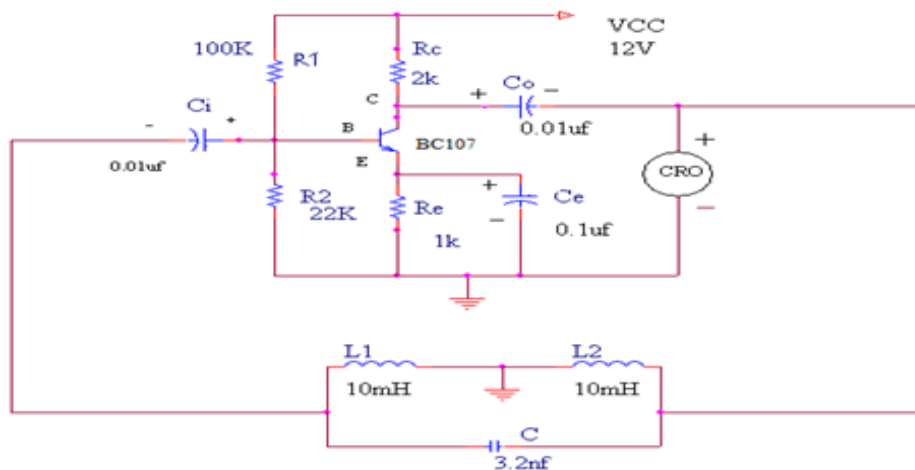 VCC
12V
100K
R1
Rc
2k
C
+
Co
-
0.01uf
-
Ci
+
0.01uf
B
BC107
E
+
CRO
-
R2
22K
Re
1k
+
-
Ce
0.1uf
L1
10mH
L2
10mH
C
3.2nf